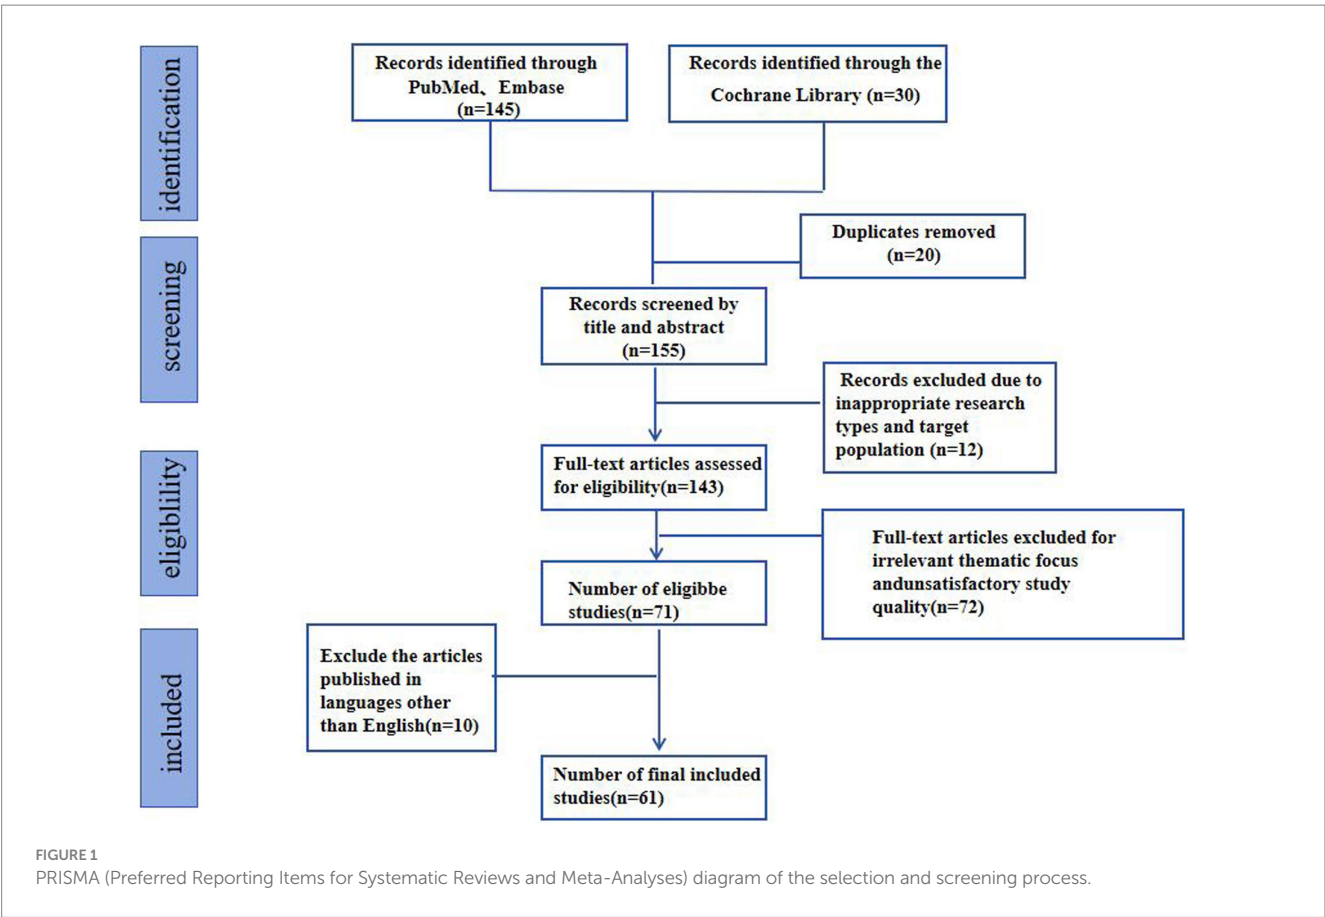 identification
Records identified through
PubMed、Embase
(n=145)
Records identified through the
Cochrane Library (n=30)
Duplicates removed
(n=20)
screening
Records screened by
title and abstract
(n=155)
Records excluded due to
inappropriate research
types and target
population (n=12)
eligiblility
Full-text articles assessed
for eligibility(n=143)
Full-text articles excluded for
irrelevant thematic focus
andunsatisfactory study
quality(n=72)
Number of eligibbe
studies(n=71)
included
Exclude the articles
published in
languages other
than English(n=10)
Number of final included
studies(n=61)
FIGURE 1
PRISMA (Preferred Reporting Items for Systematic Reviews and Meta-Analyses) diagram of the selection and screening process.